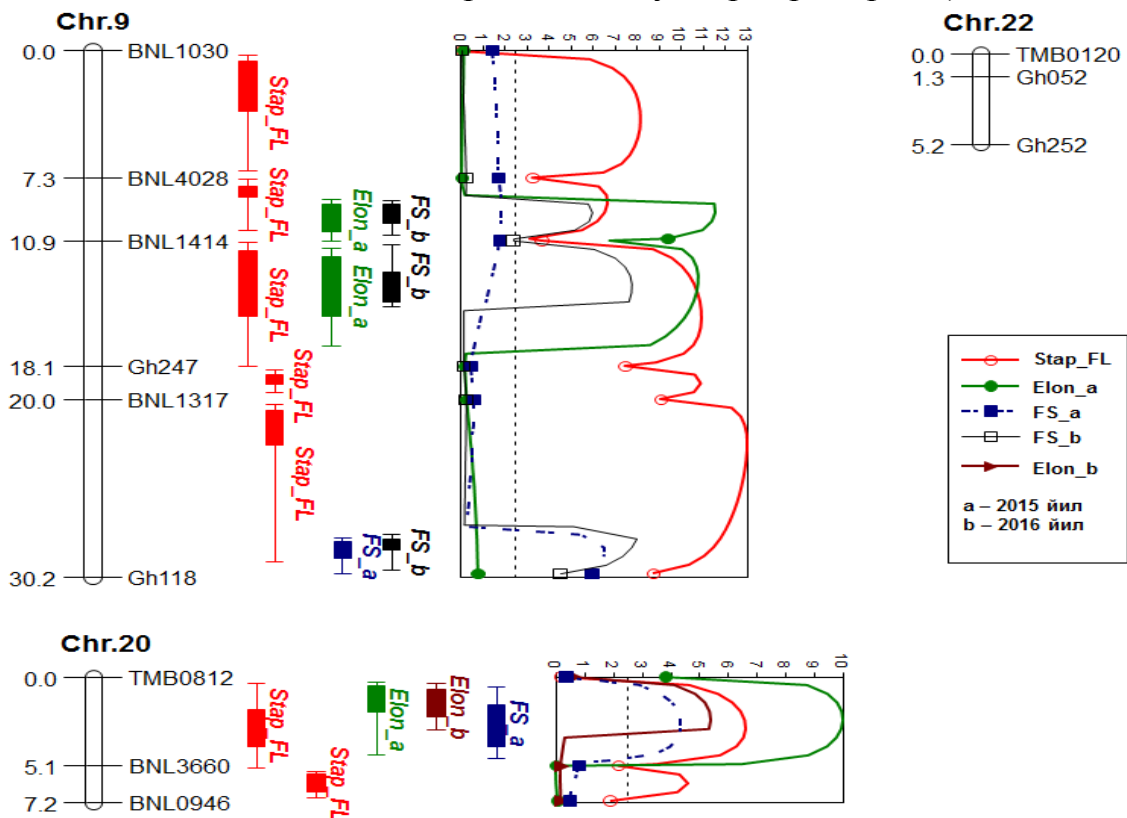 Chr.9
0.0 BNL1030
7.3 BNL4028
10.9 BNL1414
18.1 Gh247
20.0 BNL1317
30.2 Gh118
Stap_FL
Stap_FL
Stap_FL
Stap_FL
Stap_FL
Elon_a
Elon_a
FS_b
FS_b
FS_a
FS_b
0 1 2 3 4 5 6 7 8 9 10 11 12 13
Chr.22
0.0 TMB0120
1.3 Gh052
5.2 Gh252
Stap_FL
Elon_a
FS_a
FS_b
Elon_b
a – 2015 йил
b – 2016 йил
Chr.20
0.0 TMB0812
5.1 BNL3660
7.2 BNL0946
Stap_FL
Stap_FL
Elon_a
Elon_b
FS_a
0 1 2 3 4 5 6 7 8 9 10